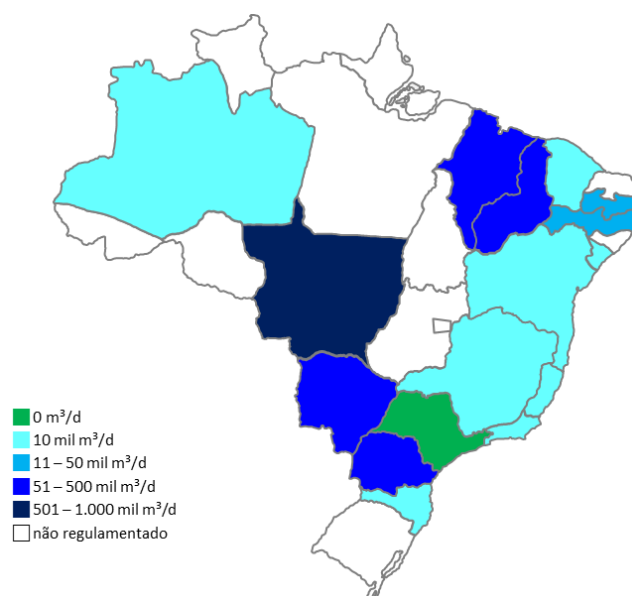 0 m³/d
10 mil m³/d
11 – 50 mil m³/d
51 – 500 mil m³/d
501 – 1.000 mil m³/d
não regulamentado